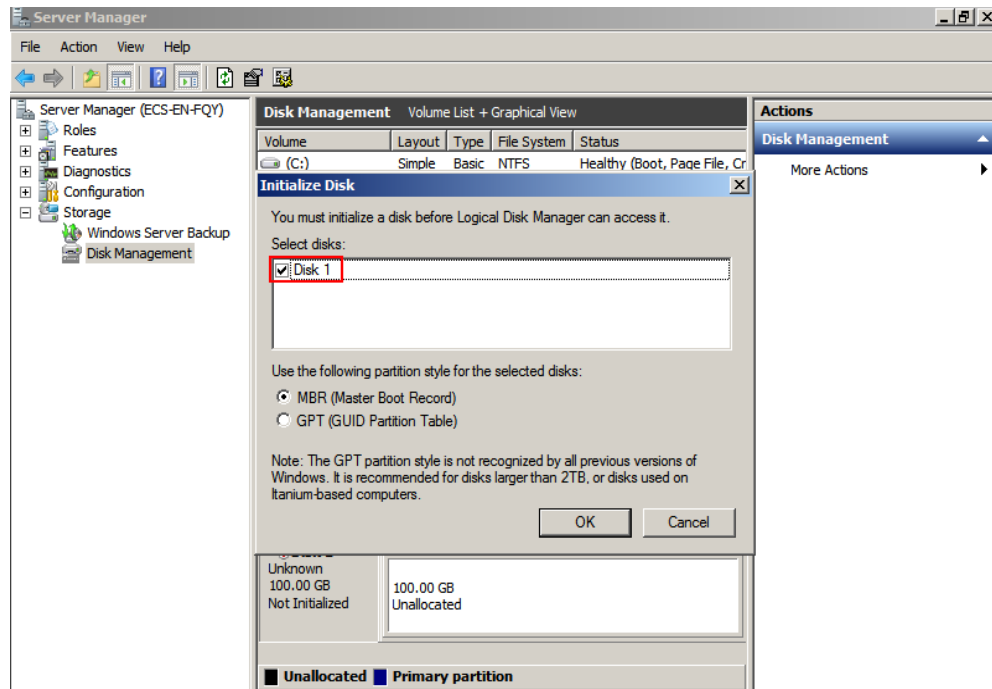 Server Manager
File Action View Help
Server Manager (ECS-EN-FQY)
Roles
Features
Diagnostics
Configuration
Storage
Windows Server Backup
Disk Management
Disk Management Volume List + Graphical View
Volume Layout Type File System Status
(C:) Simple Basic NTFS Healthy (Boot, Page File, Cr
Initialize Disk
You must initialize a disk before Logical Disk Manager can access it.
Select disks:
Disk 1
Use the following partition style for the selected disks:
MBR (Master Boot Record)
GPT (GUID Partition Table)
Note: The GPT partition style is not recognized by all previous versions of
Windows. It is recommended for disks larger than 2TB, or disks used on
Itanium-based computers.
OK Cancel
Unknown
100.00 GB
Not Initialized
100.00 GB
Unallocated
Unallocated Primary partition
Actions
Disk Management
More Actions